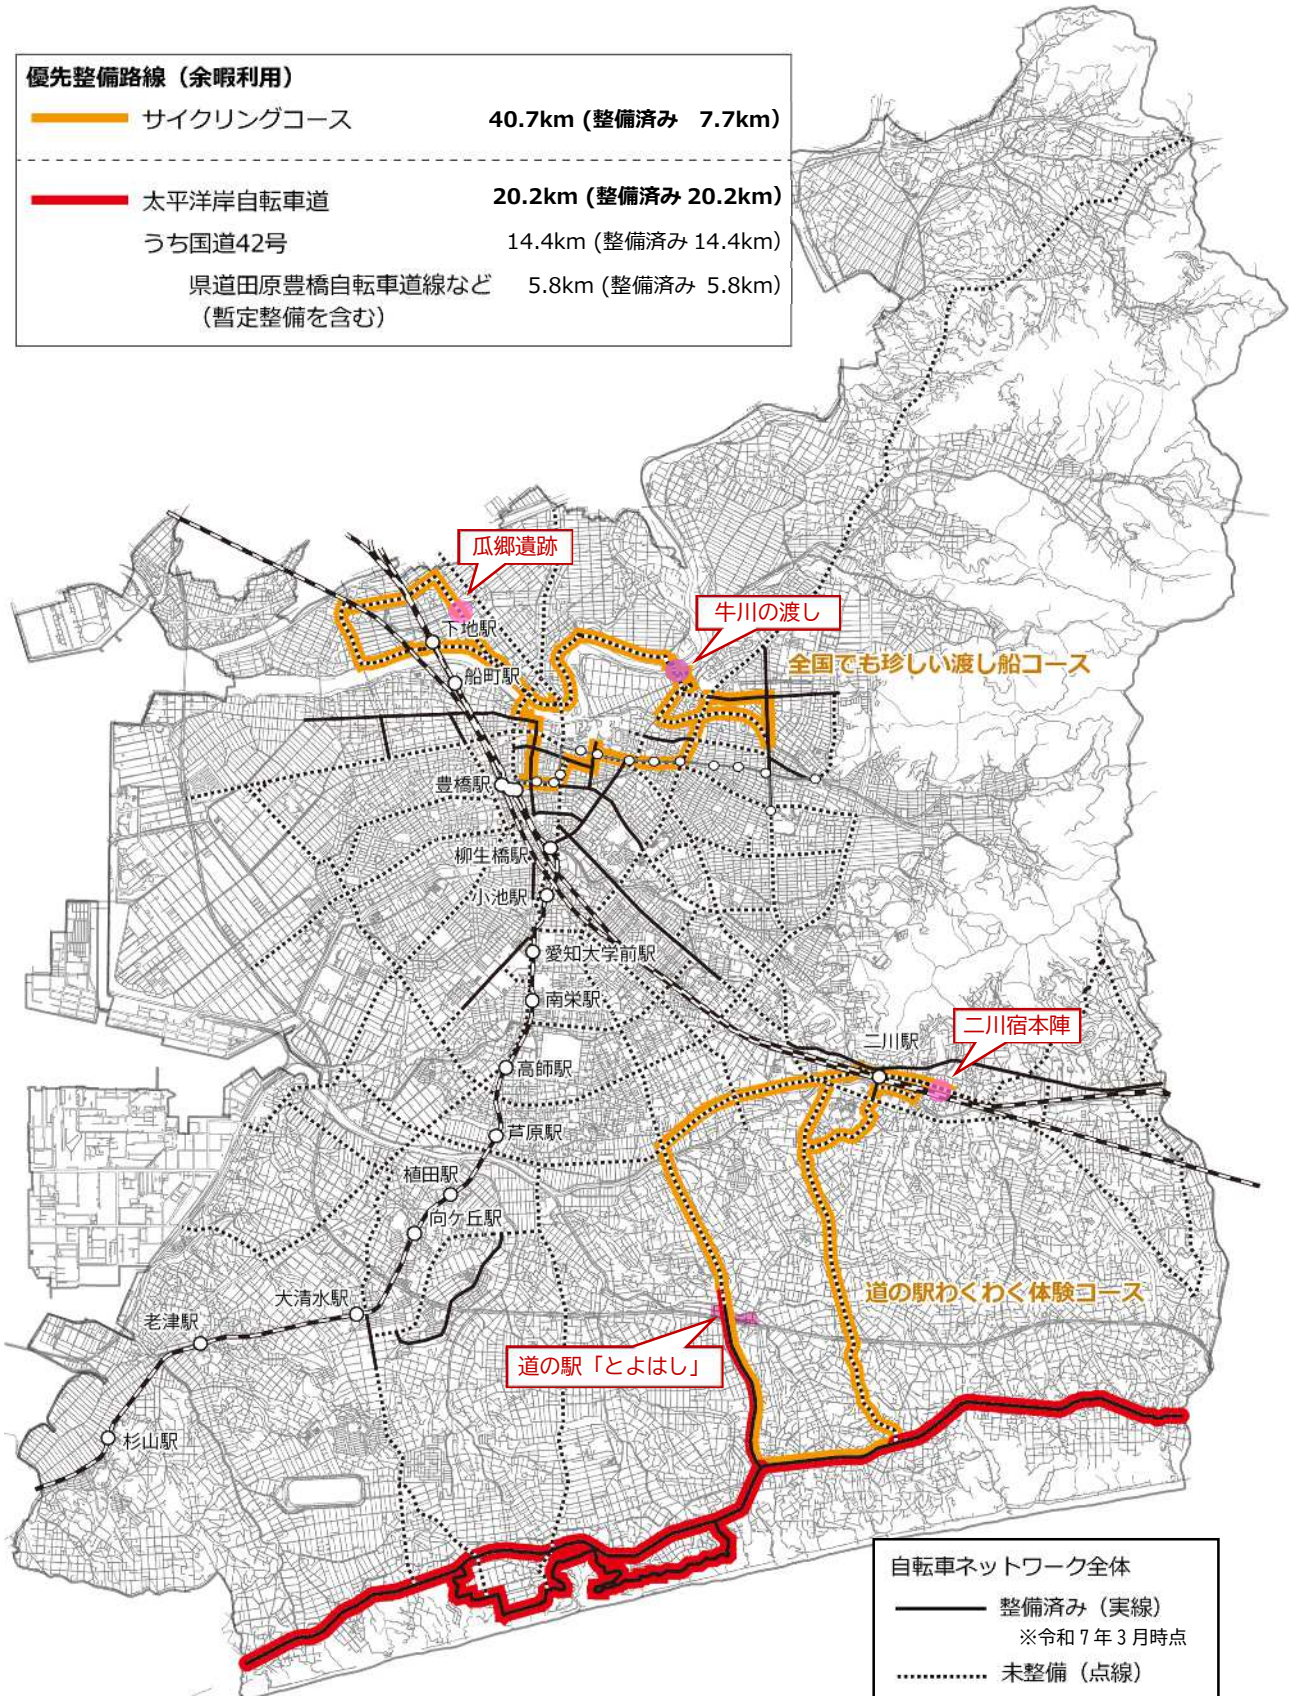 優先整備路線（余暇利用）
サイクリングコース 40.7km (整備済み 7.7km）
太平洋岸自転車道 20.2km (整備済み 20.2km）
うち国道42号 14.4km (整備済み 14.4km）
県道田原豊橋自転車道線など 5.8km (整備済み 5.8km）
（暫定整備を含む）
瓜郷遺跡
牛川の渡し
下地駅
全国でも珍しい渡し船コース
船町駅
豊橋駅
柳生橋駅
小池駅
愛知大学前駅
南栄駅
二川宿本陣
二川駅
高師駅
芦原駅
植田駅
向ケ丘駅
道の駅わくわく体験コース
大清水駅
老津駅
道の駅「とよはし」
杉山駅
自転車ネットワーク全体
整備済み（実線）
※令和７年３月時点
未整備（点線）